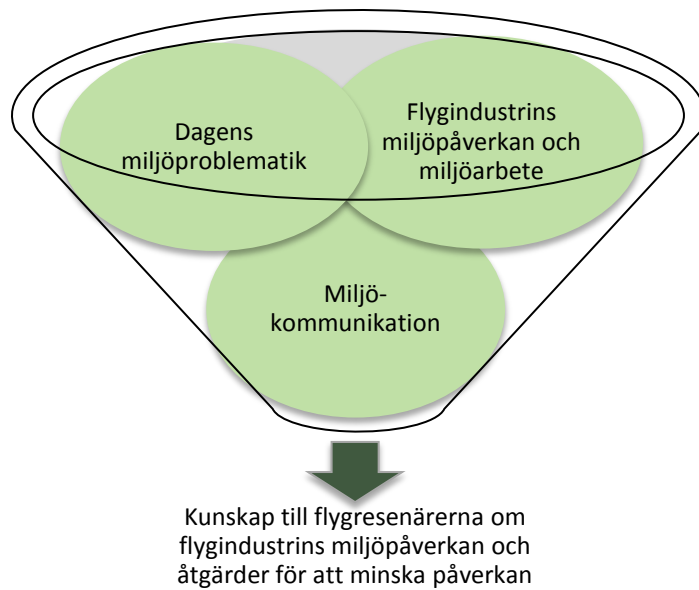 Dagens
miljöproblematik
Flygindustrins
miljöpåverkan och
miljöarbete
Miljö-
kommunikation
Kunskap till flygresenärerna om
flygindustrins miljöpåverkan och
åtgärder för att minska påverkan